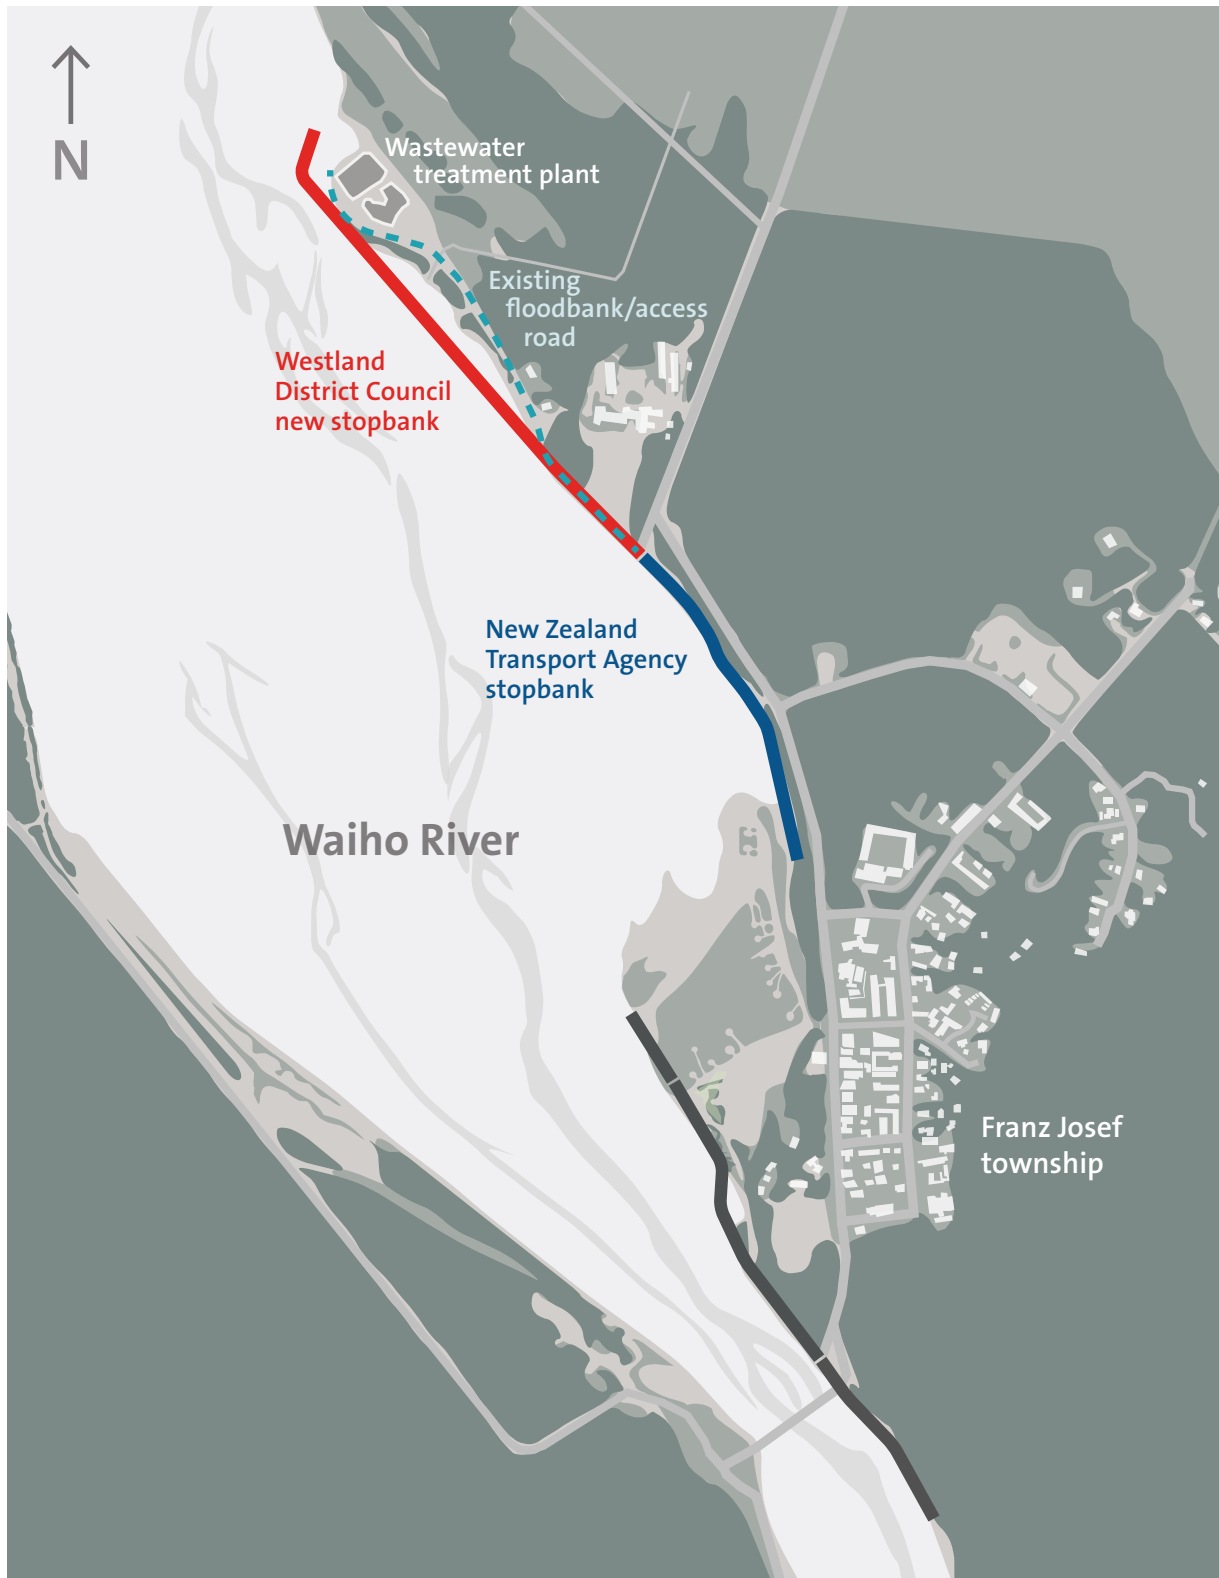 N
Wastewater
treatment plant
Existing
floodbank/access
road
Westland
District Council
new stopbank
New Zealand
Transport Agency
stopbank
Waiho River
Franz Josef
township